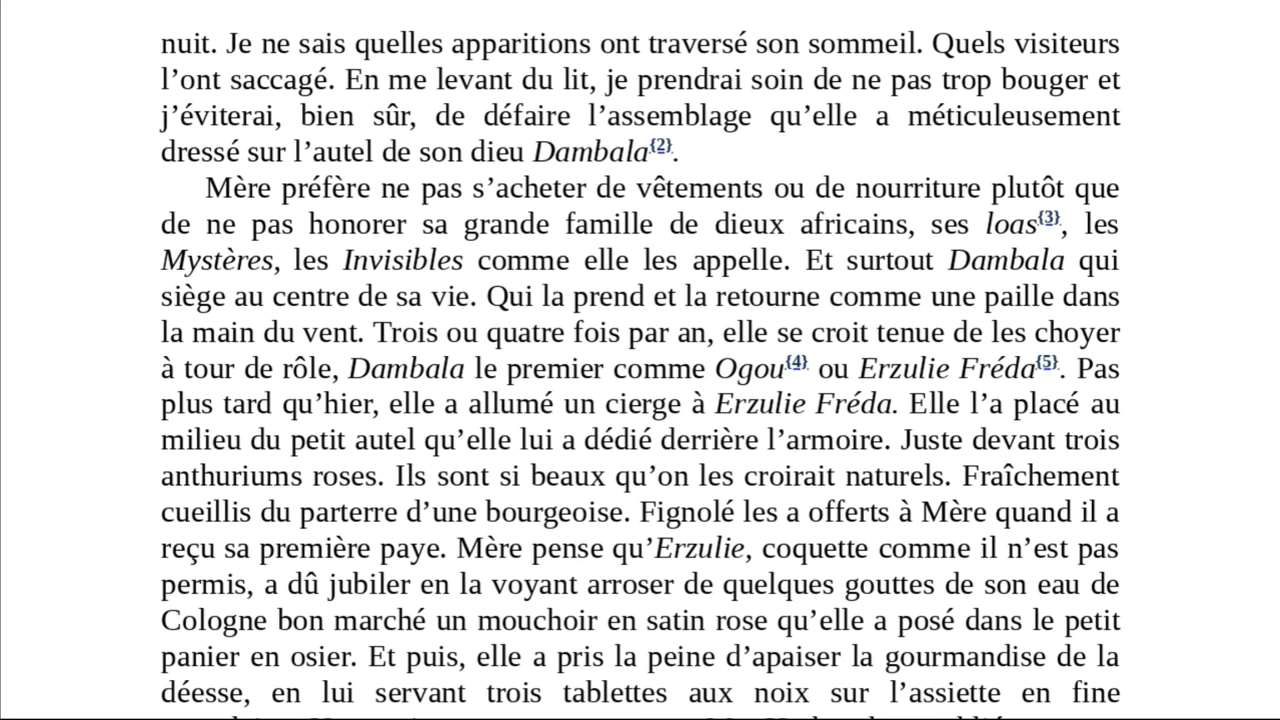 nuit. Je ne sais quelles apparitions ont traversé son sommeil. Quels visiteurs
l’ont saccagé. En me levant du lit, je prendrai soin de ne pas trop bouger et
j’éviterai, bien sûr, de défaire l’assemblage qu’elle a méticuleusement
dressé sur l’autel de son dieu Dambala{2}.
Mère préfère ne pas s’acheter de vêtements ou de nourriture plutôt que
de ne pas honorer sa grande famille de dieux africains, ses loas{3}, les
Mystères, les Invisibles comme elle les appelle. Et surtout Dambala qui
siège au centre de sa vie. Qui la prend et la retourne comme une paille dans
la main du vent. Trois ou quatre fois par an, elle se croit tenue de les choyer
à tour de rôle, Dambala le premier comme Ogou{4} ou Erzulie Fréda{5}. Pas
plus tard qu’hier, elle a allumé un cierge à Erzulie Fréda. Elle l’a placé au
milieu du petit autel qu’elle lui a dédié derrière l’armoire. Juste devant trois
anthuriums roses. Ils sont si beaux qu’on les croirait naturels. Fraîchement
cueillis du parterre d’une bourgeoise. Fignolé les a offerts à Mère quand il a
reçu sa première paye. Mère pense qu’Erzulie, coquette comme il n’est pas
permis, a dû jubiler en la voyant arroser de quelques gouttes de son eau de
Cologne bon marché un mouchoir en satin rose qu’elle a posé dans le petit
panier en osier. Et puis, elle a pris la peine d’apaiser la gourmandise de la
déesse, en lui servant trois tablettes aux noix sur l’assiette en fine